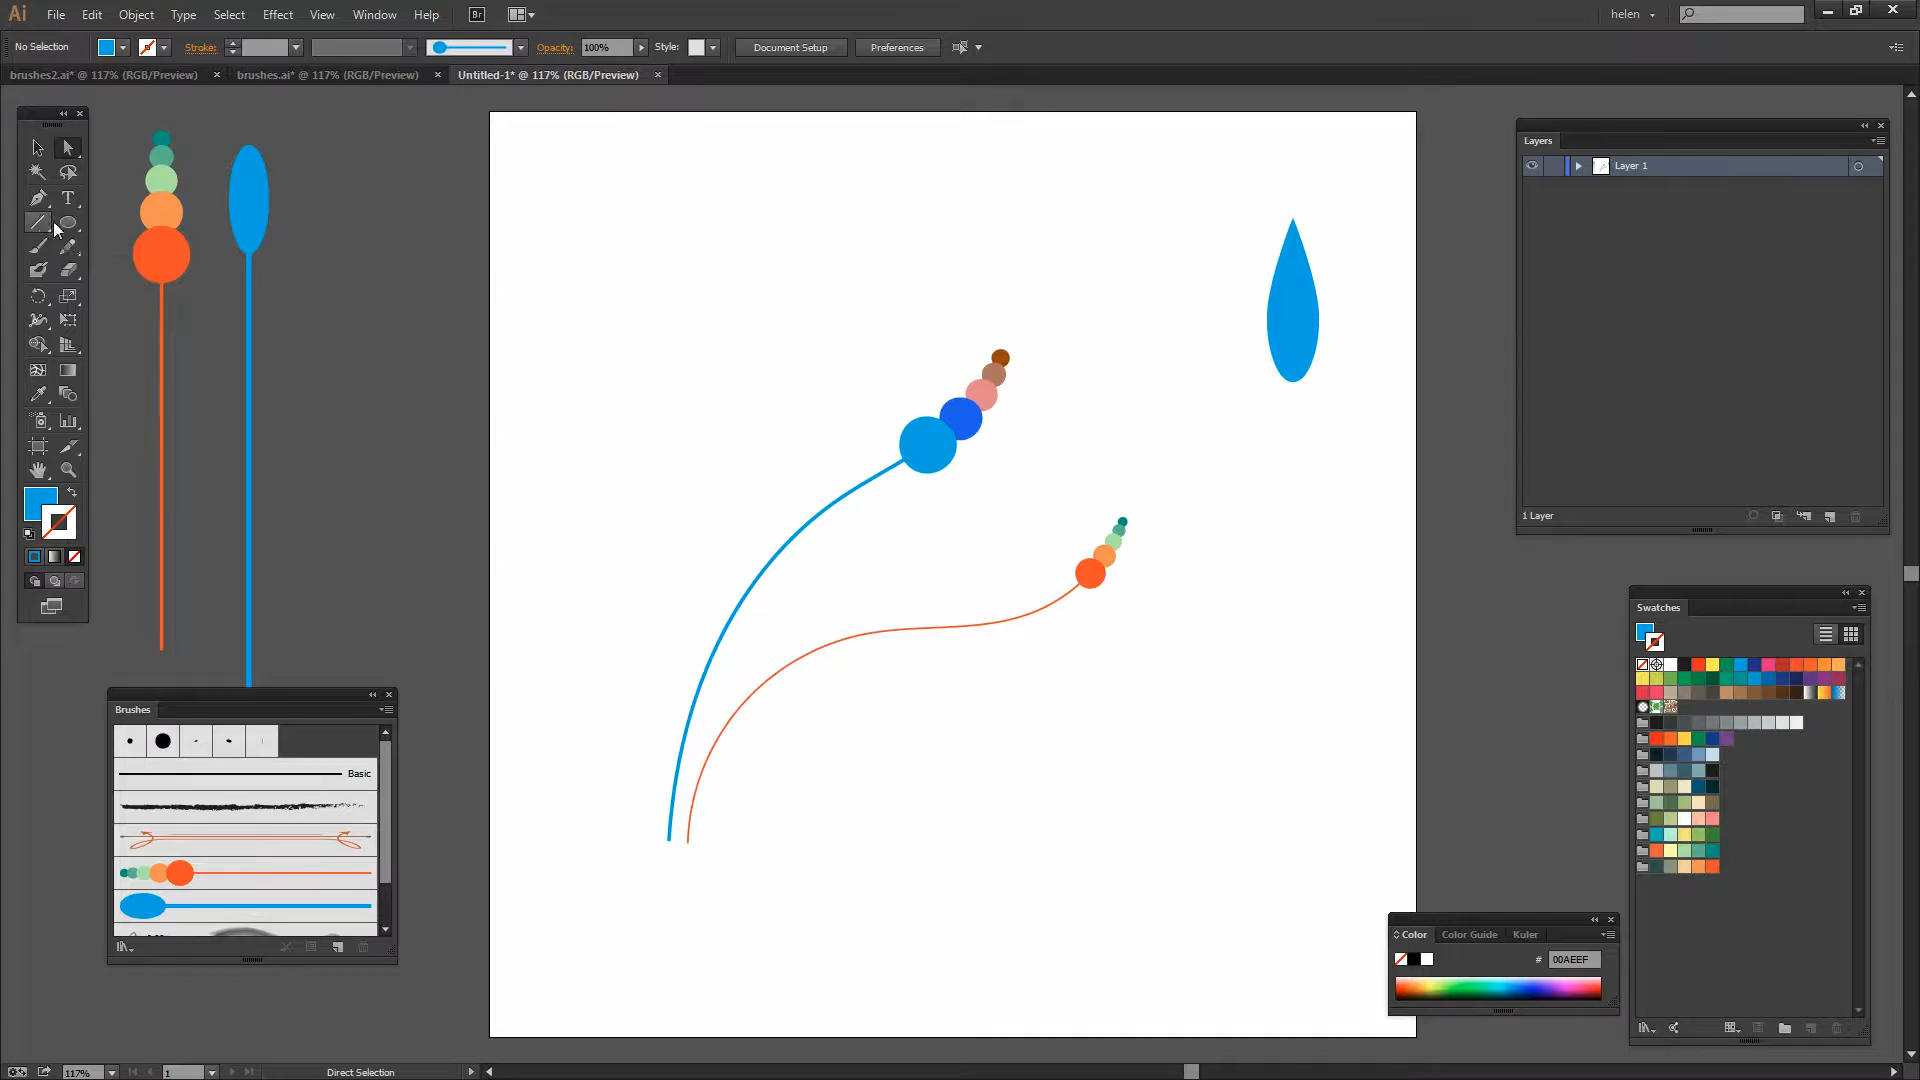 Ai File Edit Object Type Select Effect View Window Help Br helen
No Selection Stroke: Opacity: 100% Style: Document Setup Preferences
brushes2.ai* @ 117% (RGB/Preview) × brushes.ai* @ 117% (RGB/Preview) × Untitled-1* @ 117% (RGB/Preview) ×
Layers
Layer 1
1 Layer
Swatches
Brushes
Basic
Color Color Guide Kuler
# 00AEEF
117% 1 Direct Selection